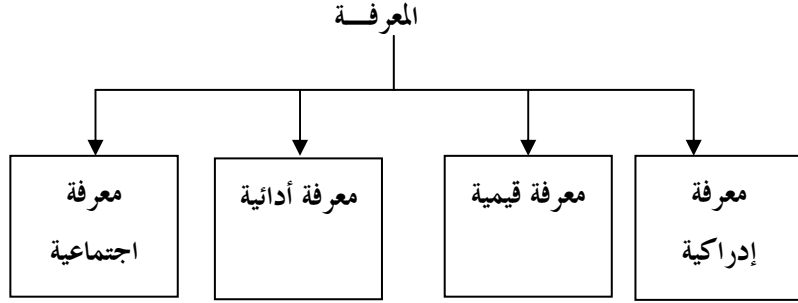 المعرفــة
معرفة
إدراكية
معرفة قيمية
معرفة أدائية
معرفة
اجتماعية